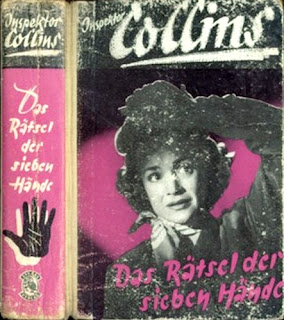 Inspektor
Collins
Das
Rätsel
der
sieben
Hände
Inspektor
Collins
Das Rätsel der
sieben Hände